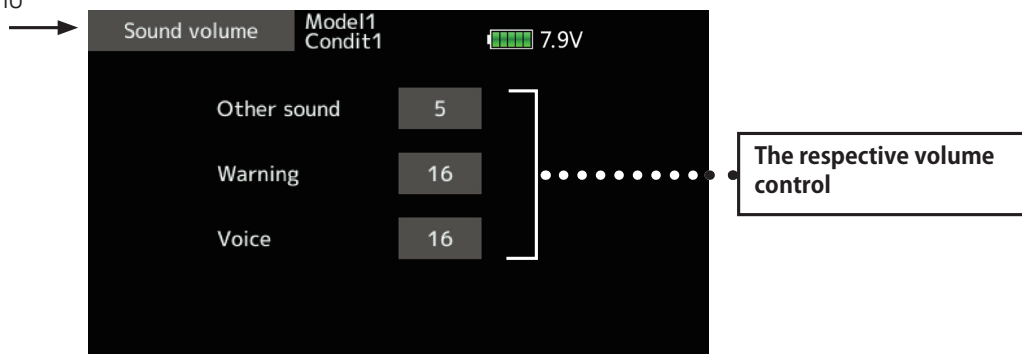 Sound volume
Model1
Condit1
7.9V
Other sound 5
Warning 16
Voice 16
The respective volume
control